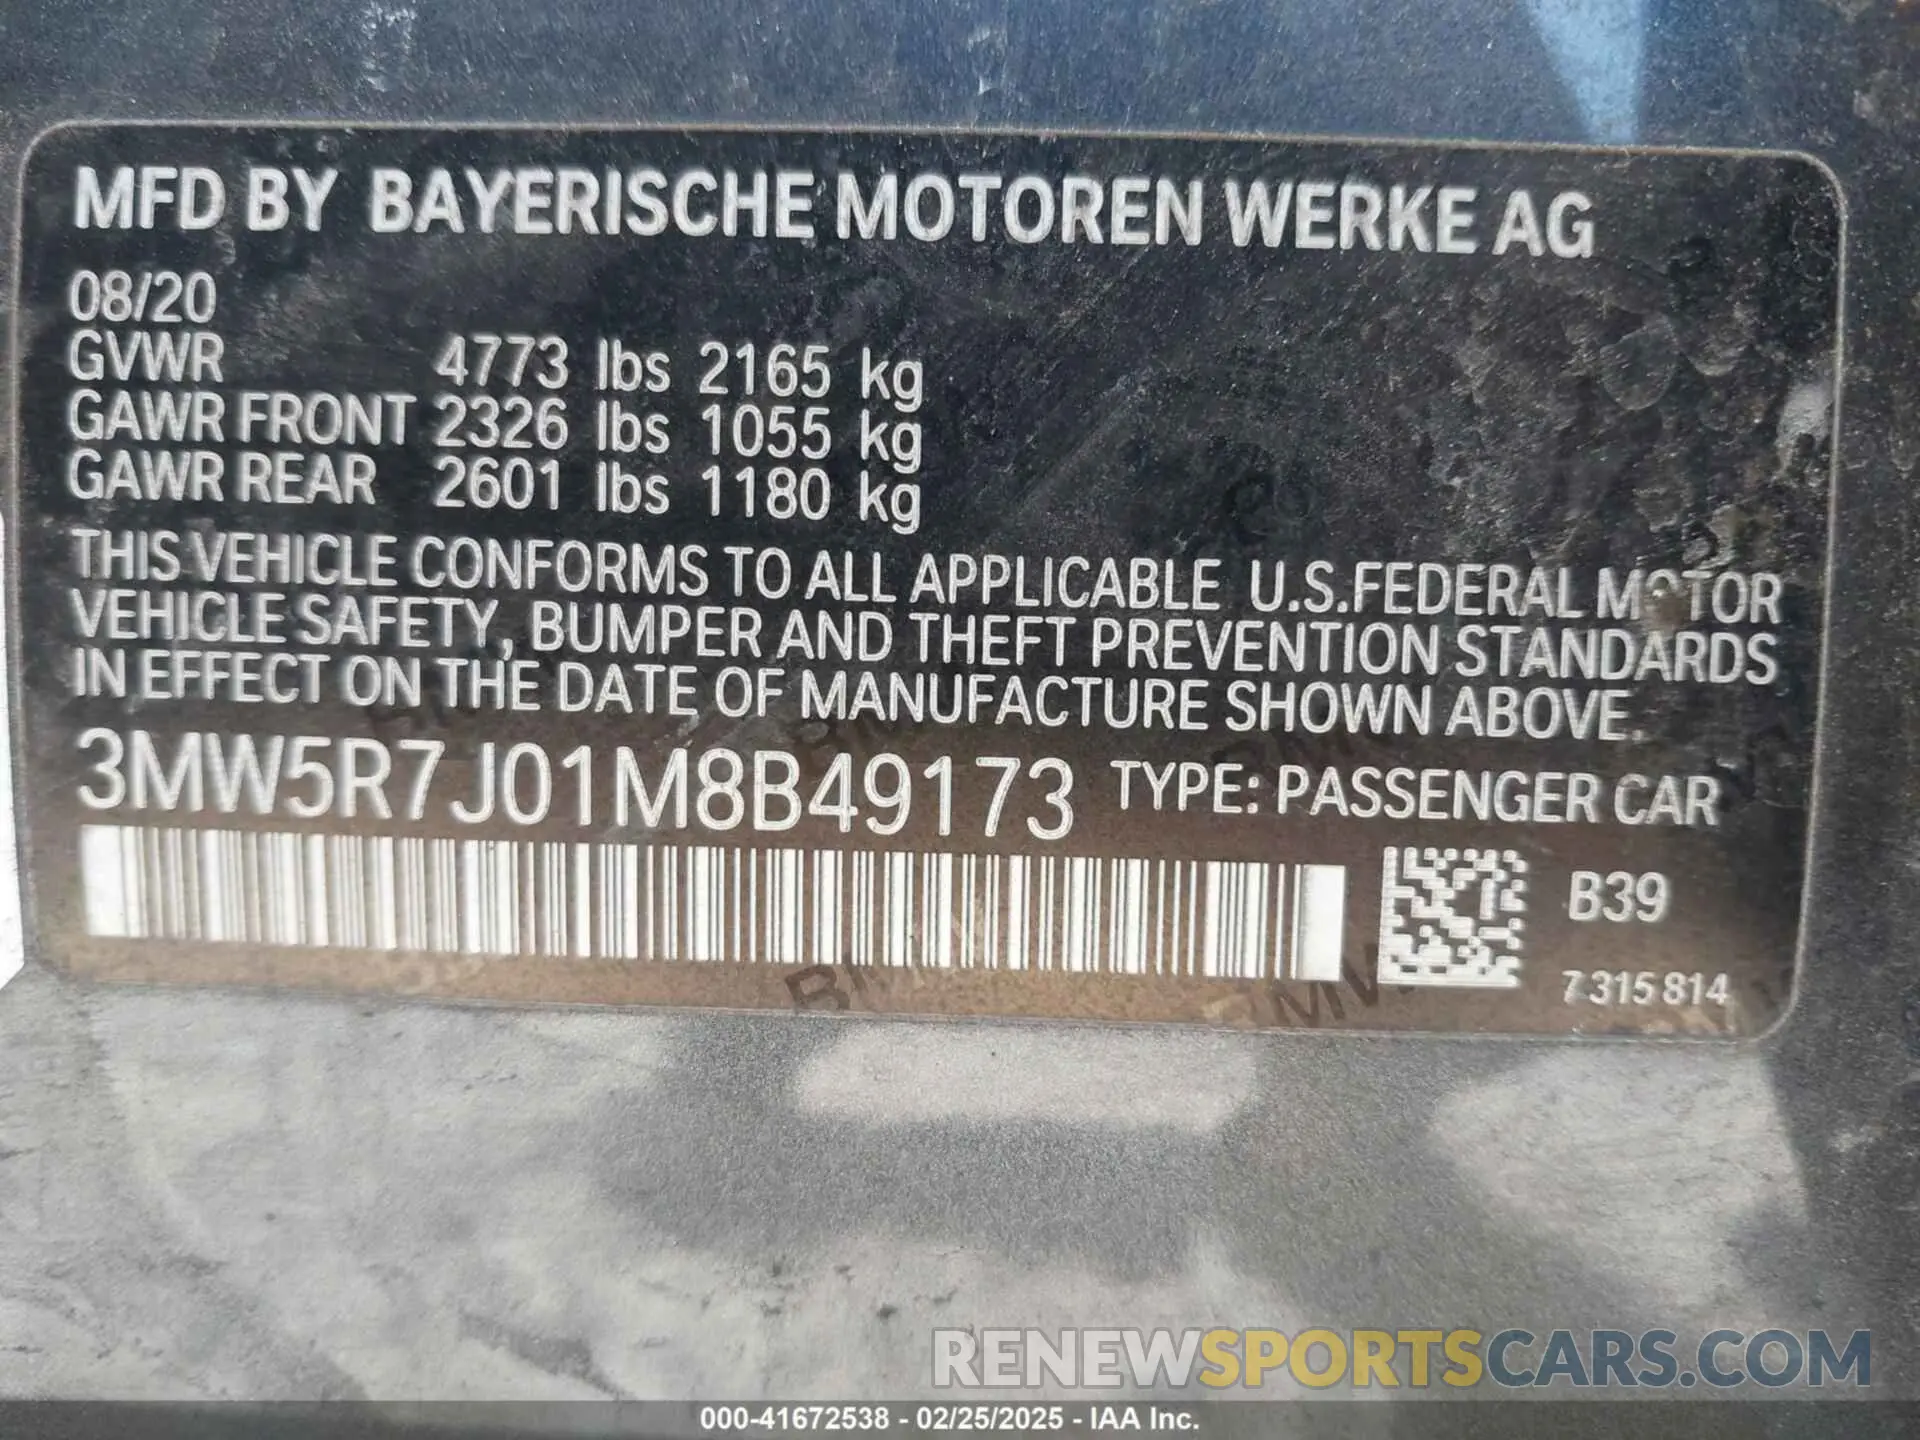 MFD BY BAYERISCHE MOTOREN WERKE AG
08/20
GVWR 4773 lbs 2165 kg
GAWR FRONT 2326 lbs 1055 kg
GAWR REAR 2601 lbs 1180 kg
THIS VEHICLE CONFORMS TO ALL APPLICABLE U.S.FEDERAL MOTOR
VEHICLE SAFETY, BUMPER AND THEFT PREVENTION STANDARDS
IN EFFECT ON THE DATE OF MANUFACTURE SHOWN ABOVE.
3MW5R7J01M8B49173 TYPE: PASSENGER CAR
B39
7 315 814
RENEWSPORTSCARS.COM
000-41672538 - 02/25/2025 - IAA Inc.